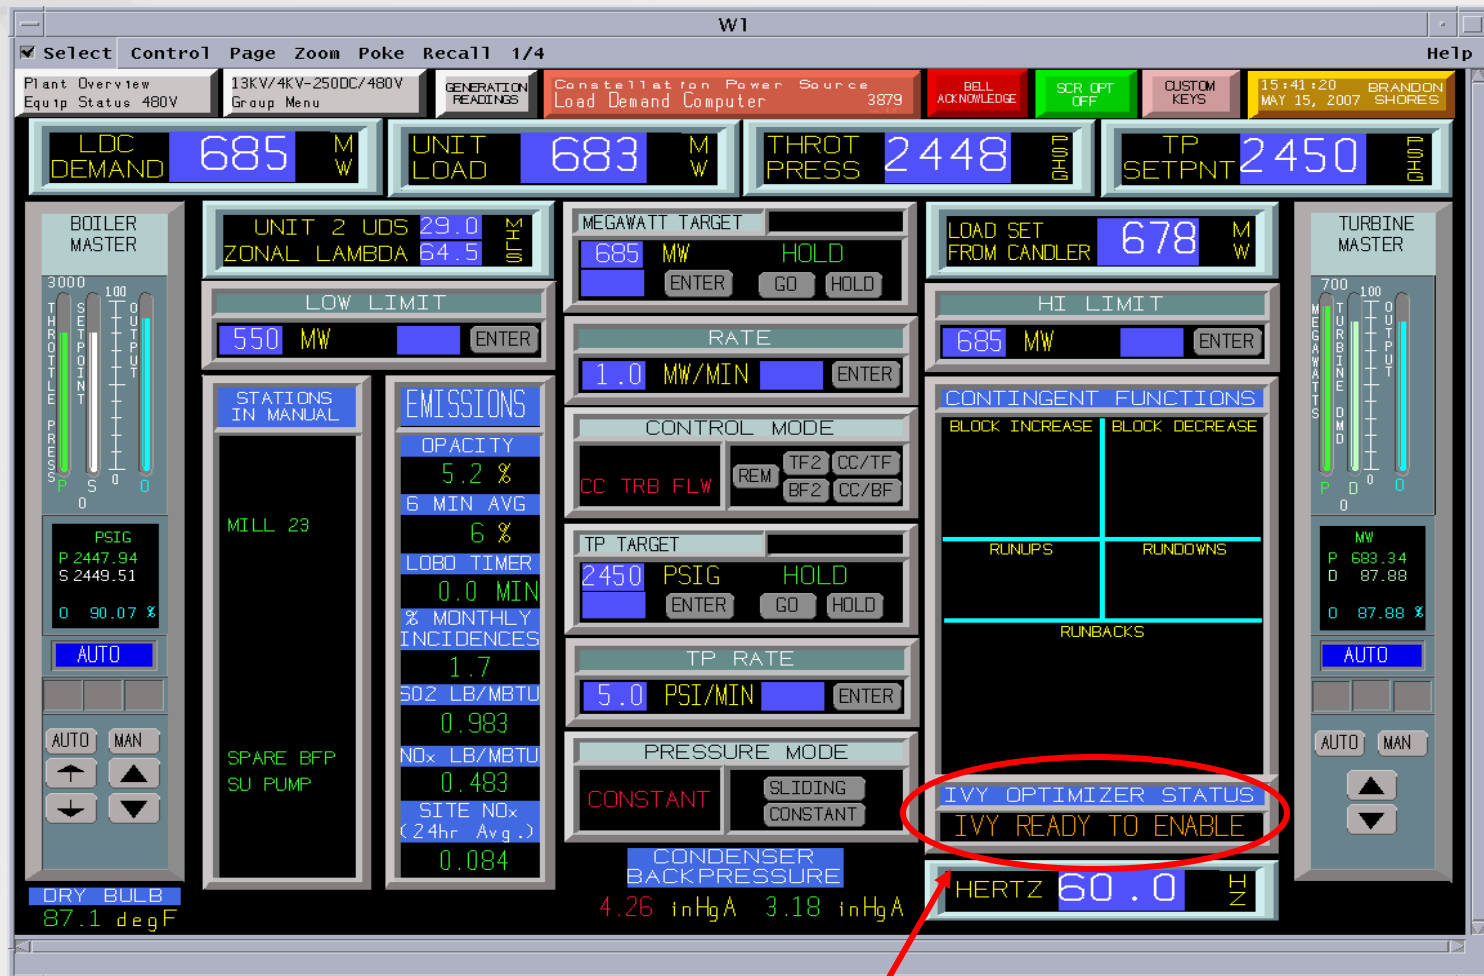 W1
Select Control Page Zoom Poke Recall 1/4 Help
Plant Overview
Equip Status 480V
13KV/4KV-250DC/480V
Group Menu
GENERATION
READINGS
Constellation Power Source
Load Demand Computer 3879
BELL
ACKNOWLEDGE
SCR OPT
OFF
CUSTOM
KEYS
15:41:20 BRANDON
MAY 15, 2007 SHORES
LDC
DEMAND 685 MW
UNIT
LOAD 683 MW
THROT
PRESS 2448 PSIG
TP
SETPNT 2450 PSIG
BOILER
MASTER
3000
100
THROTTLE PRESS
SETPOINT
OUTPUT
P S 0 O
0
PSIG
P 2447.94
S 2449.51
O 90.07 %
AUTO
AUTO MAN
DRY BULB
87.1 degF
UNIT 2 UDS 29.0
ZONAL LAMBDA 64.5
MILS
LOW LIMIT
550 MW ENTER
STATIONS
IN MANUAL
MILL 23
SPARE BFP
SU PUMP
EMISSIONS
OPACITY
5.2 %
6 MIN AVG
6 %
LOBO TIMER
0.0 MIN
% MONTHLY
INCIDENCES
1.7
SO2 LB/MBTU
0.983
NOx LB/MBTU
0.483
SITE NOx
(24hr Avg.)
0.084
MEGAWATT TARGET
685 MW HOLD
ENTER GO HOLD
RATE
1.0 MW/MIN ENTER
CONTROL MODE
CC TRB FLW
REM TF2 CC/TF
BF2 CC/BF
TP TARGET
2450 PSIG HOLD
ENTER GO HOLD
TP RATE
5.0 PSI/MIN ENTER
PRESSURE MODE
CONSTANT
SLIDING
CONSTANT
CONDENSER
BACKPRESSURE
4.26 inHgA 3.18 inHgA
LOAD SET
FROM CANDLER 678 MW
HI LIMIT
685 MW ENTER
CONTINGENT FUNCTIONS
BLOCK INCREASE BLOCK DECREASE
RUNUPS RUNDOWNS
RUNBACKS
IVY OPTIMIZER STATUS
IVY READY TO ENABLE
HERTZ 60.0 HZ
TURBINE
MASTER
700
100
MEGAWATTS
TURBINE DMD
OUTPUT
P D 0 O
0
MW
P 683.34
D 87.88
O 87.88 %
AUTO
AUTO MAN